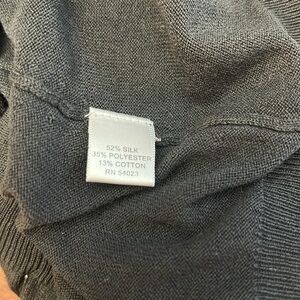 52% SILK
35% POLYESTER
13% COTTON
RN 54023